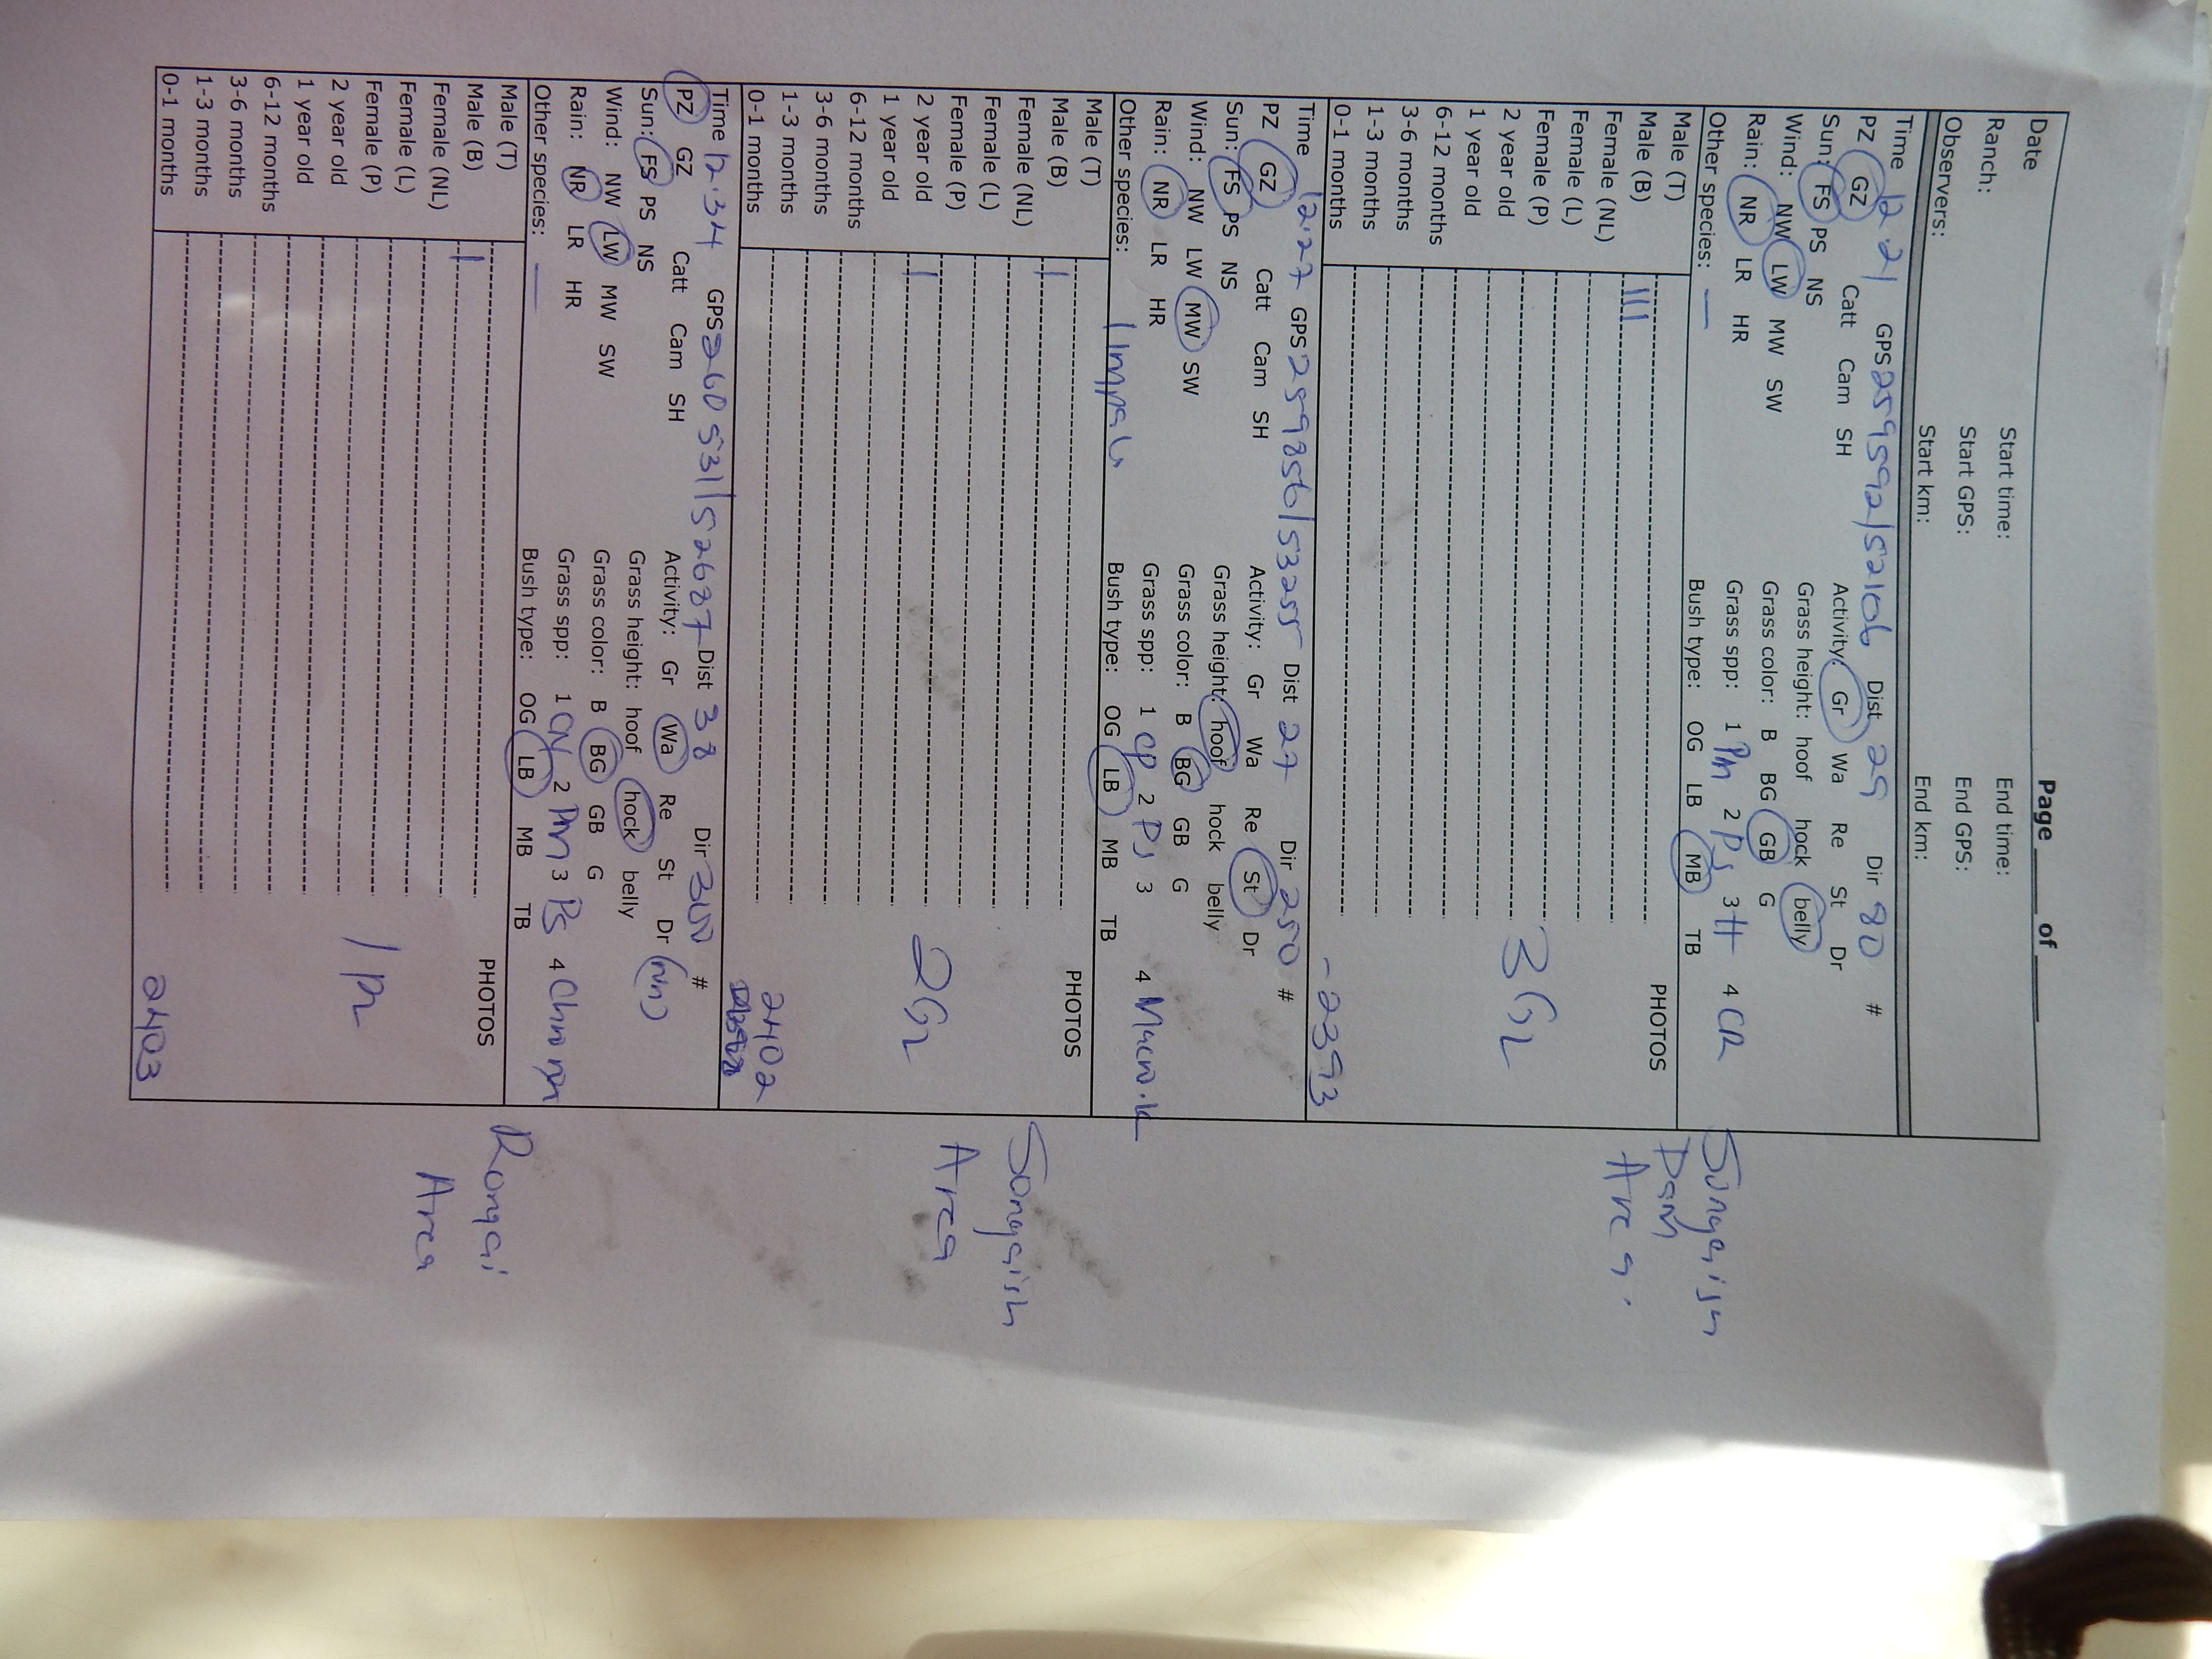 Page _____ of _____
Date
Start time: End time:
Ranch:
Start GPS: End GPS:
Observers:
Start km: End km:
Time 12.21 GPS 259592/52106 Dist 29 Dir 80 #
PZ GZ Catt Cam SH Activity: Gr Wa Re St Dr
Sun: FS PS NS Grass height: hoof hock belly
Wind: NW LW MW SW Grass color: B BG GB G
Rain: NR LR HR Grass spp: 1 Pm 2 Ps 3 H 4 CR
Other species: — Bush type: OG LB MB TB
Dam
Area.
Male (T) PHOTOS
Male (B) III
Female (NL)
Female (L)
Female (P) 3Gz
2 year old
1 year old
6-12 months
3-6 months
1-3 months
0-1 months -2393
Time 12.27 GPS 259856/53255 Dist 27 Dir 250 #
PZ GZ Catt Cam SH Activity: Gr Wa Re St Dr
Sun: FS PS NS Grass height: hoof hock belly
Wind: NW LW MW SW Grass color: B BG GB G
Rain: NR LR HR Grass spp: 1 CP 2 Ps 3 4 Macro.k
Other species: 1 Impala Bush type: OG LB MB TB
Male (T) PHOTOS
Male (B) I
Female (NL) Songaish
Female (L) Area
Female (P)
2 year old I 2Gz
1 year old
6-12 months
3-6 months
1-3 months
0-1 months 2402
Time 12.34 GPS 260531/52687 Dist 38 Dir 300 #
PZ GZ Catt Cam SH Activity: Gr Wa Re St Dr
Sun: FS PS NS Grass height: hoof hock belly
Wind: NW LW MW SW Grass color: B BG GB G
Rain: NR LR HR Grass spp: 1 2 Pm 3 Ps 4
Other species: — Bush type: OG LB MB TB
Male (T) PHOTOS Rongai
Male (B) I Area
Female (NL)
Female (L)
Female (P) 1 Pz
2 year old
1 year old
6-12 months
3-6 months
1-3 months
0-1 months 2403